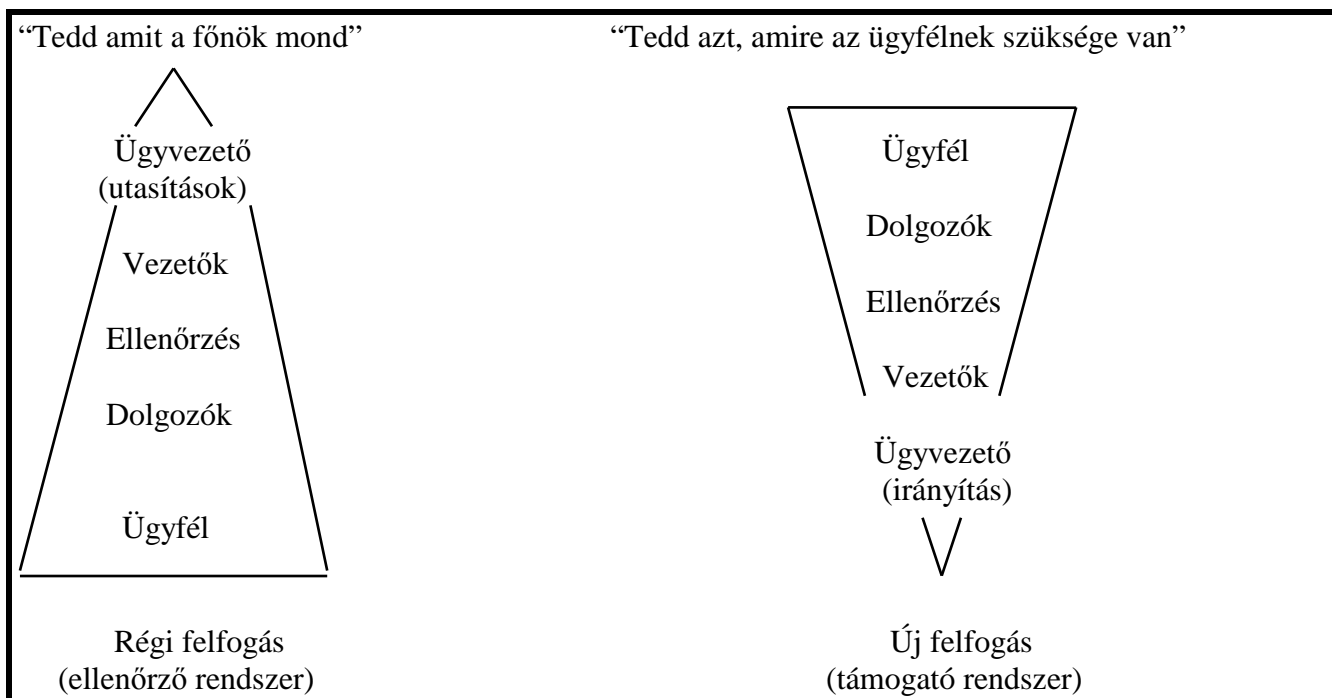 “Tedd amit a főnök mond”
Ügyvezető
(utasítások)
Vezetők
Ellenőrzés
Dolgozók
Ügyfél
Régi felfogás
(ellenőrző rendszer)
“Tedd azt, amire az ügyfélnek szüksége van”
Ügyfél
Dolgozók
Ellenőrzés
Vezetők
Ügyvezető
(irányítás)
Új felfogás
(támogató rendszer)